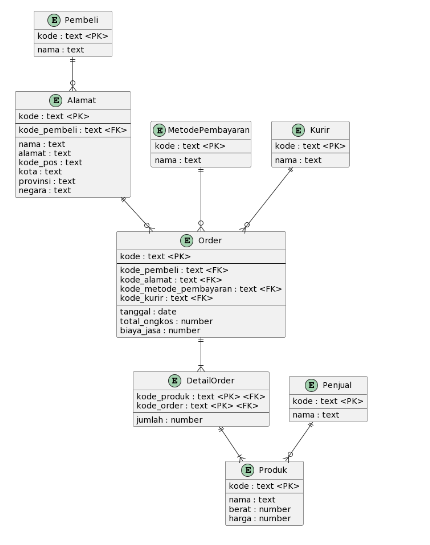 E Pembeli
kode : text <PK>
nama : text
E Alamat
kode : text <PK>
kode_pembeli : text <FK>
nama : text
alamat : text
kode_pos : text
kota : text
provinsi : text
negara : text
E MetodePembayaran
kode : text <PK>
nama : text
E Kurir
kode : text <PK>
nama : text
E Order
kode : text <PK>
kode_pembeli : text <FK>
kode_alamat : text <FK>
kode_metode_pembayaran : text <FK>
kode_kurir : text <FK>
tanggal : date
total_ongkos : number
biaya_jasa : number
E DetailOrder
kode_produk : text <PK> <FK>
kode_order : text <PK> <FK>
jumlah : number
E Penjual
kode : text <PK>
nama : text
E Produk
kode : text <PK>
nama : text
berat : number
harga : number